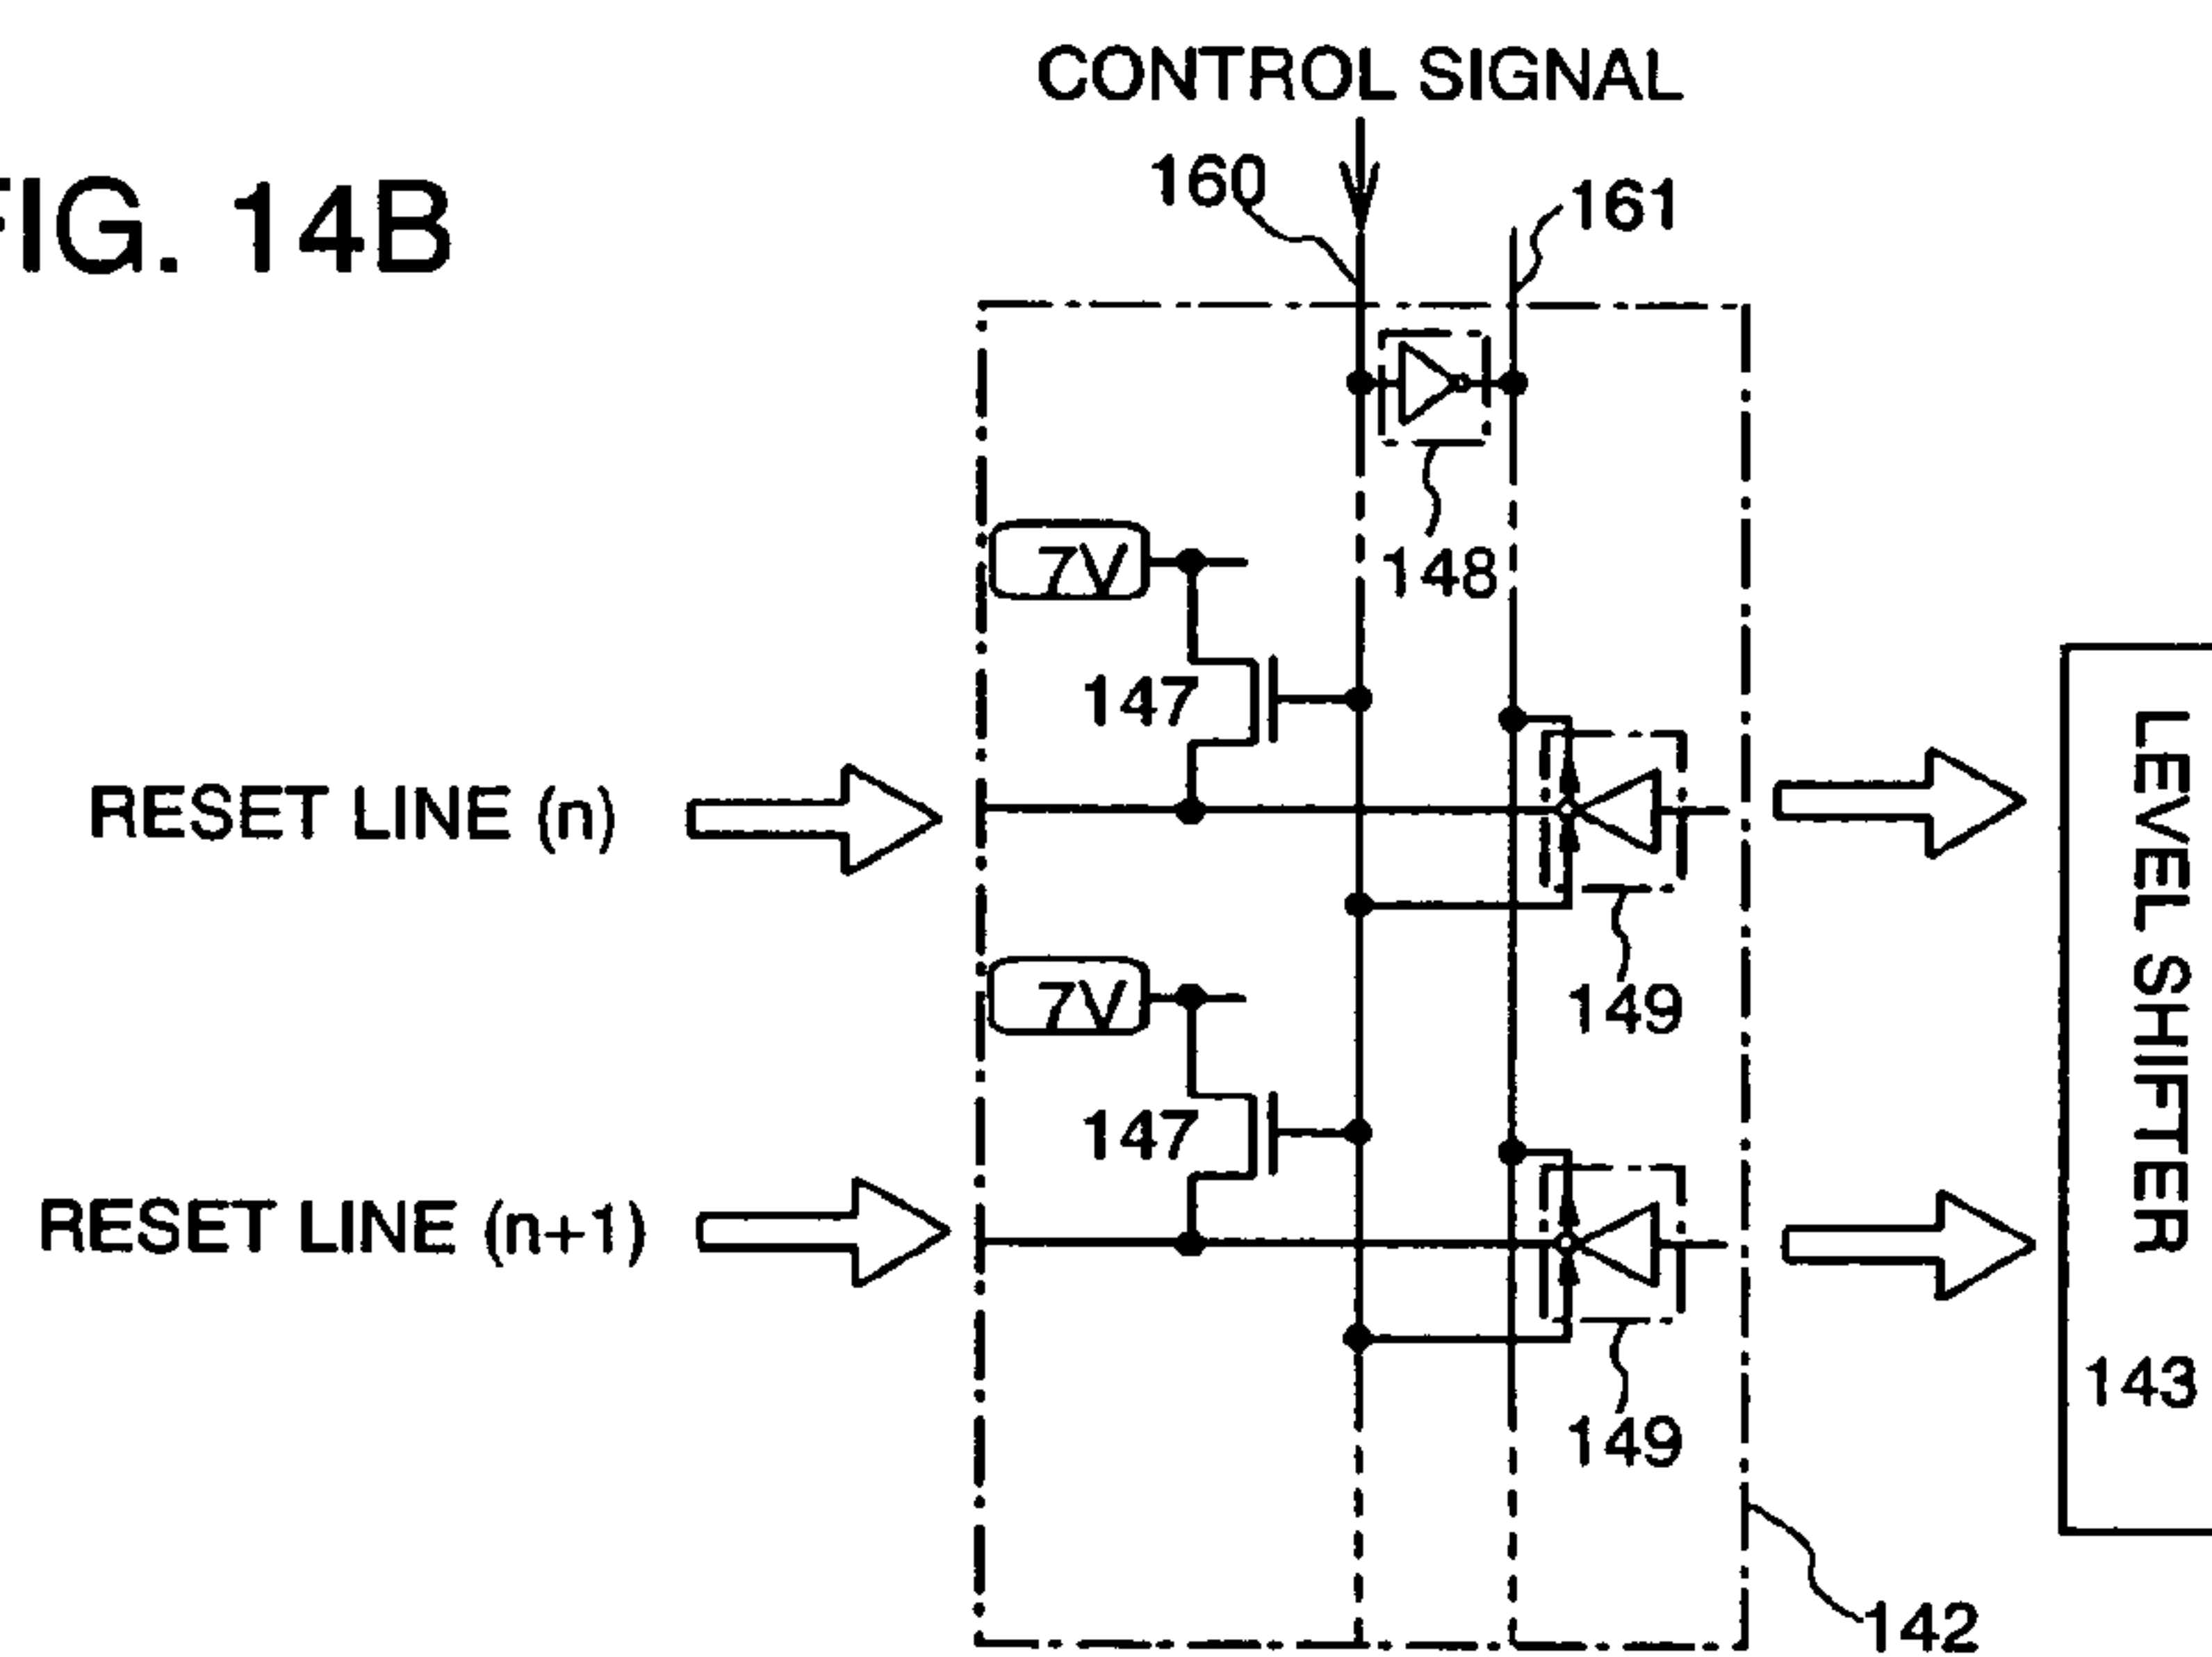 CONTROL SIGNAL
160
161
FIG. 14B
7V
148
147
RESET LINE (n)
149
7V
147
RESET LINE (n+1)
149
LEVEL SHIFTER
143
142